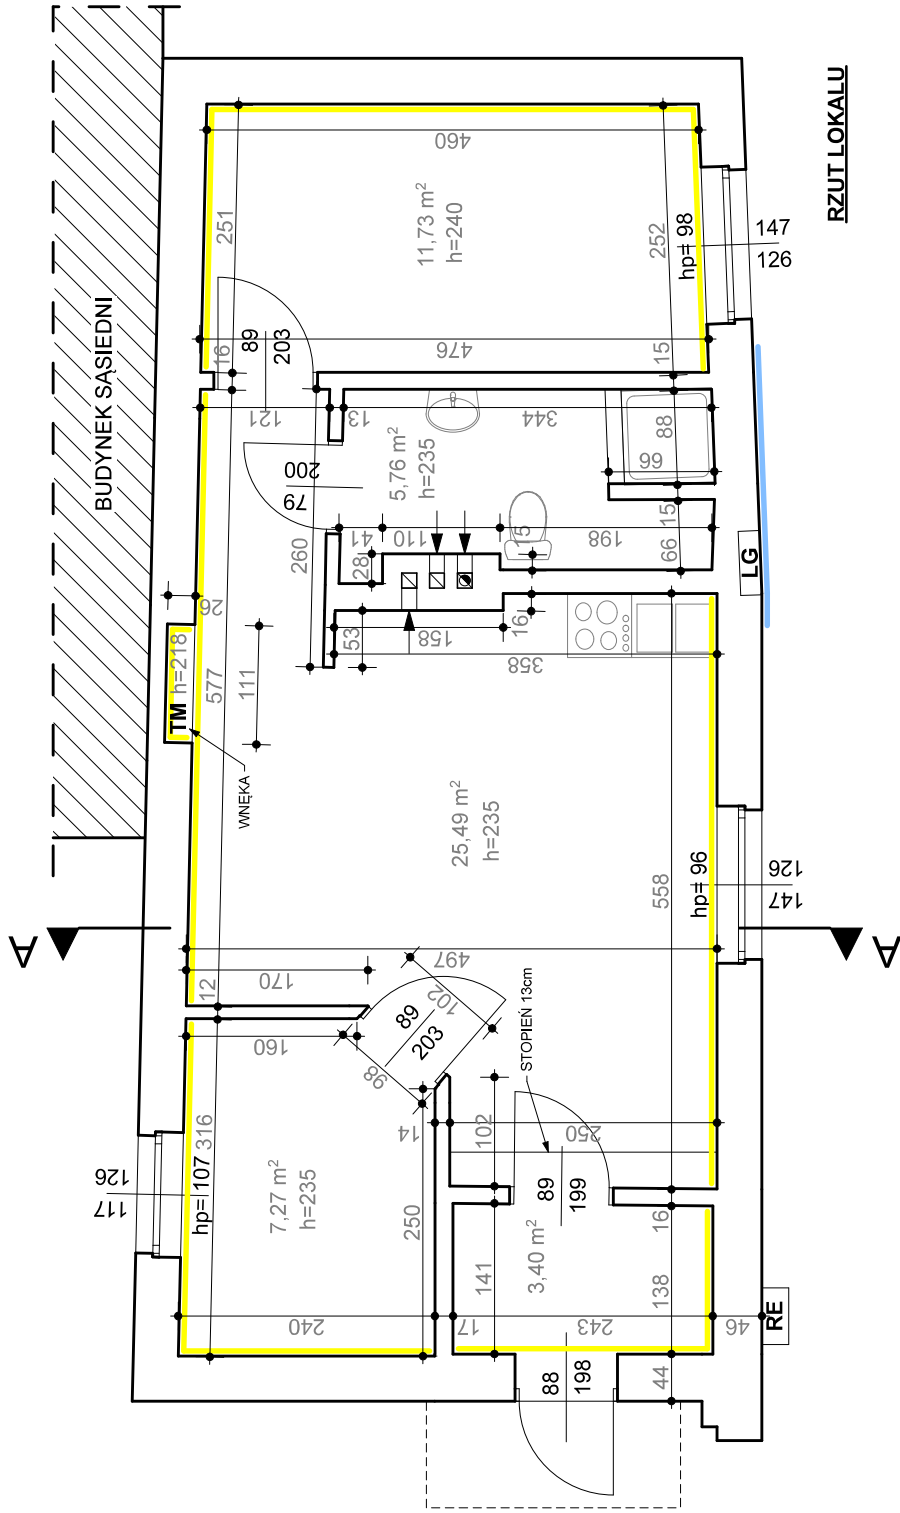 RZUT LOKALU
BUDYNEK SĄSIEDNI
460
251
11,73 m²
h=240
252
hp= 98
147
126
476
16
89
203
15
121
13
344
88
66
5,76 m²
h=235
200
79
41
110
15
198
15
66
28
260
LG
26
53
158
16
358
TM h=218
577
111
WNĘKA
25,49 m²
h=235
558
hp= 96
126
147
A
A
497
170
12
102
89
203
98
160
STOPIEŃ 13cm
14
102
250
316
126
117
hp= 107
7,27 m²
h=235
250
89
199
16
3,40 m²
141
138
240
17
243
46
RE
88
198
44